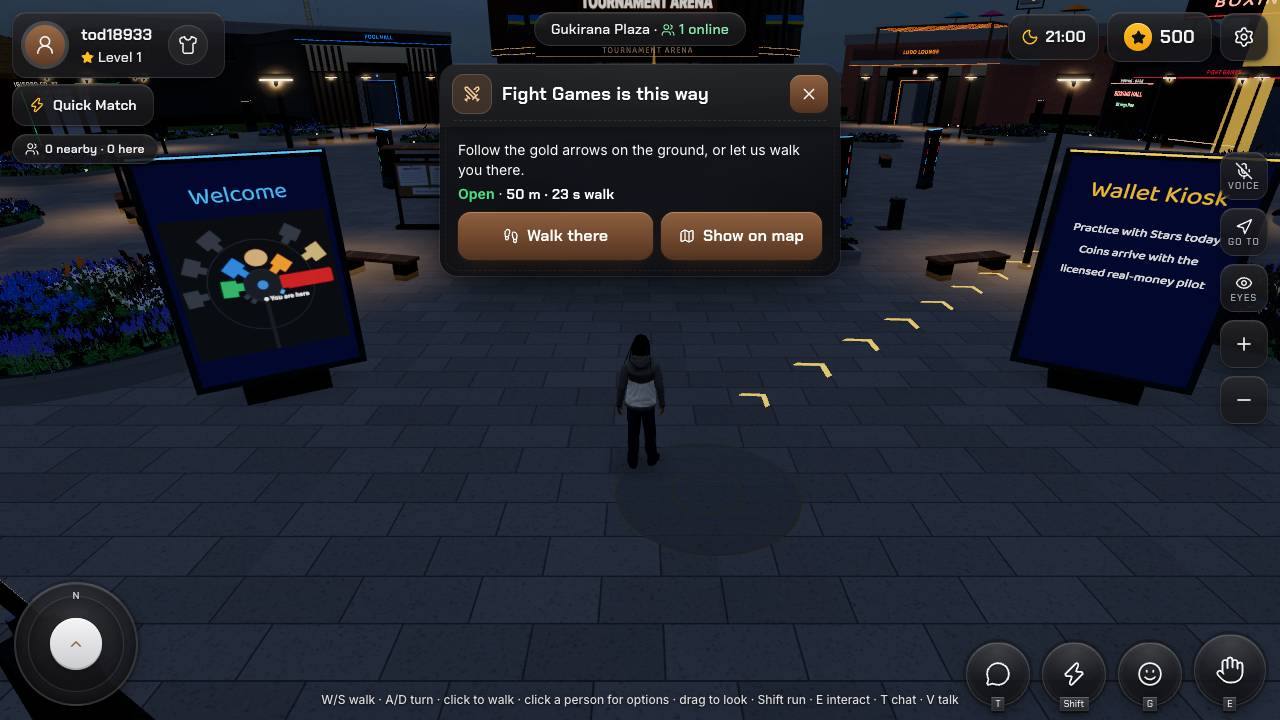 TOURNAMENT ARENA
TOURNAMENT ARENA
tod18933
Level 1
Gukirana Plaza · 1 online
21:00
500
POOL HALL
LUDO LOUNGE
FIGHT GAMES
BOXING HALL
Quick Match
0 nearby · 0 here
Fight Games is this way
Follow the gold arrows on the ground, or let us walk
you there.
Open · 50 m · 23 s walk
Walk there
Show on map
Welcome
You are here
Wallet Kiosk
Practice with Stars today
Coins arrive with the
licensed real-money pilot
VOICE
GO TO
EYES
N
W/S walk · A/D turn · click to walk · click a person for options · drag to look · Shift run · E interact · T chat · V talk
T
Shift
G
E